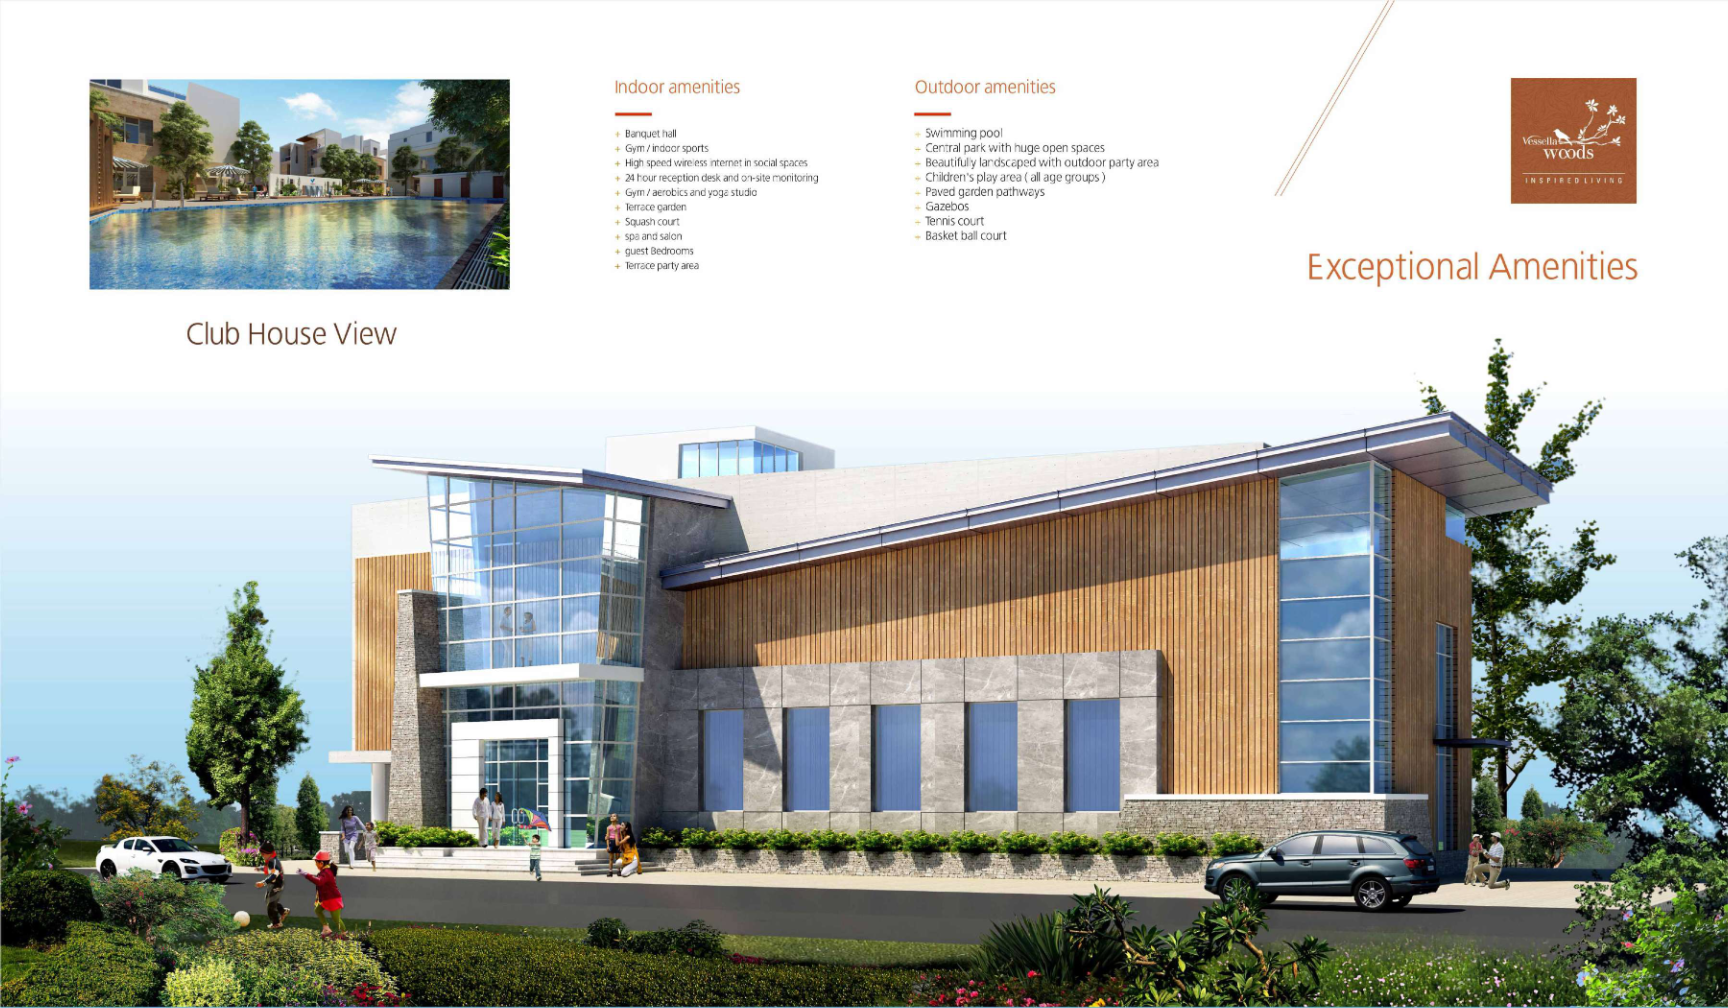 Indoor amenities
+ Banquet hall
+ Gym / indoor sports
+ High speed wireless internet in social spaces
+ 24 hour reception desk and on-site monitoring
+ Gym / aerobics and yoga studio
+ Terrace garden
+ Squash court
+ spa and salon
+ guest Bedrooms
+ Terrace party area
Outdoor amenities
+ Swimming pool
+ Central park with huge open spaces
+ Beautifully landscaped with outdoor party area
+ Children's play area ( all age groups )
+ Paved garden pathways
+ Gazebos
+ Tennis court
+ Basket ball court
Vessella
woods
INSPIRED LIVING
Exceptional Amenities
Club House View